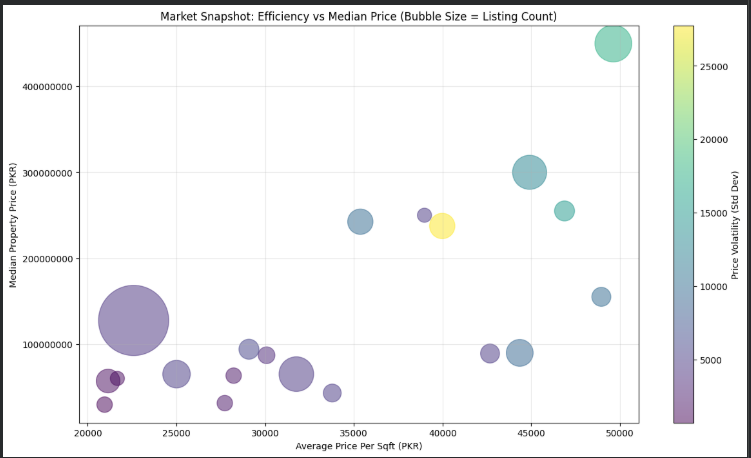 Market Snapshot: Efficiency vs Median Price (Bubble Size = Listing Count)
Median Property Price (PKR)
400000000
300000000
200000000
100000000
20000 25000 30000 35000 40000 45000 50000
Average Price Per Sqft (PKR)
25000
20000
15000
10000
5000
Price Volatility (Std Dev)